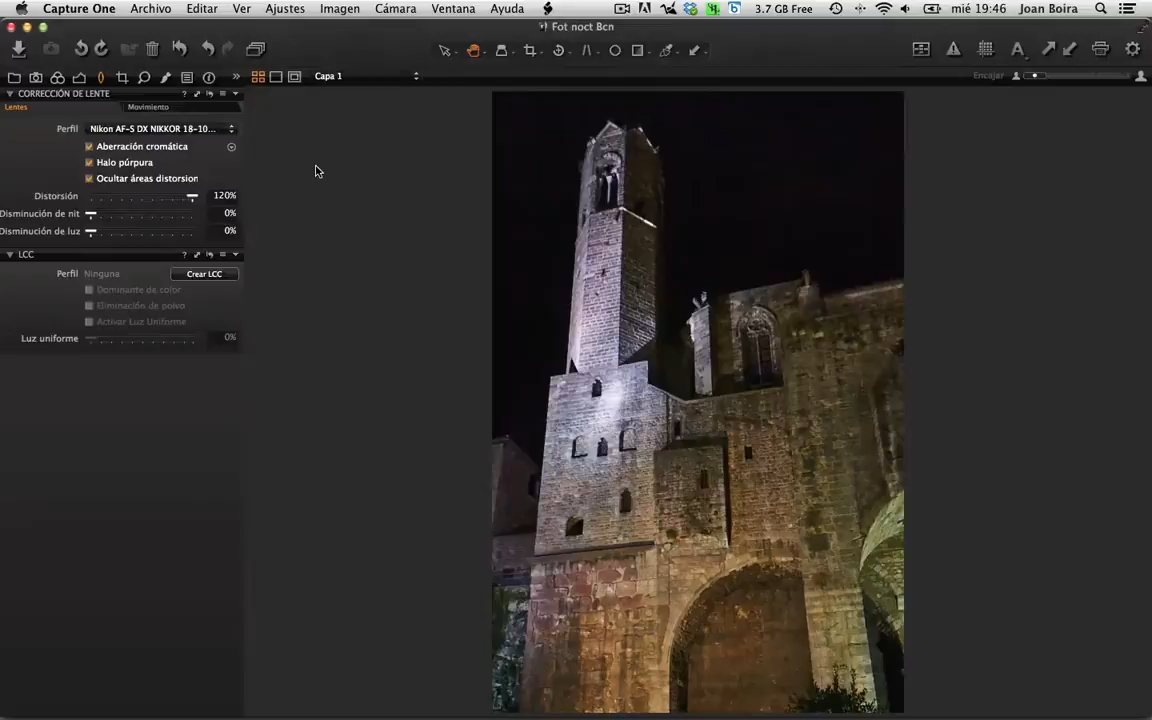 Capture One Archivo Editar Ver Ajustes Imagen Cámara Ventana Ayuda 3.7 GB Free mié 19:46 Joan Boira
Fot noct Bcn
Capa 1
Encojar
CORRECCIÓN DE LENTE
Lentes Movimiento
Perfil Nikon AF-S DX NIKKOR 18-10...
Aberración cromática
Halo púrpura
Ocultar áreas distorsion
Distorsión 120%
Disminución de nit 0%
Disminución de luz 0%
LCC
Perfil Ninguna Crear LCC
Dominante de color
Eliminación de polvo
Activar Luz Uniforme
Luz uniforme 0%